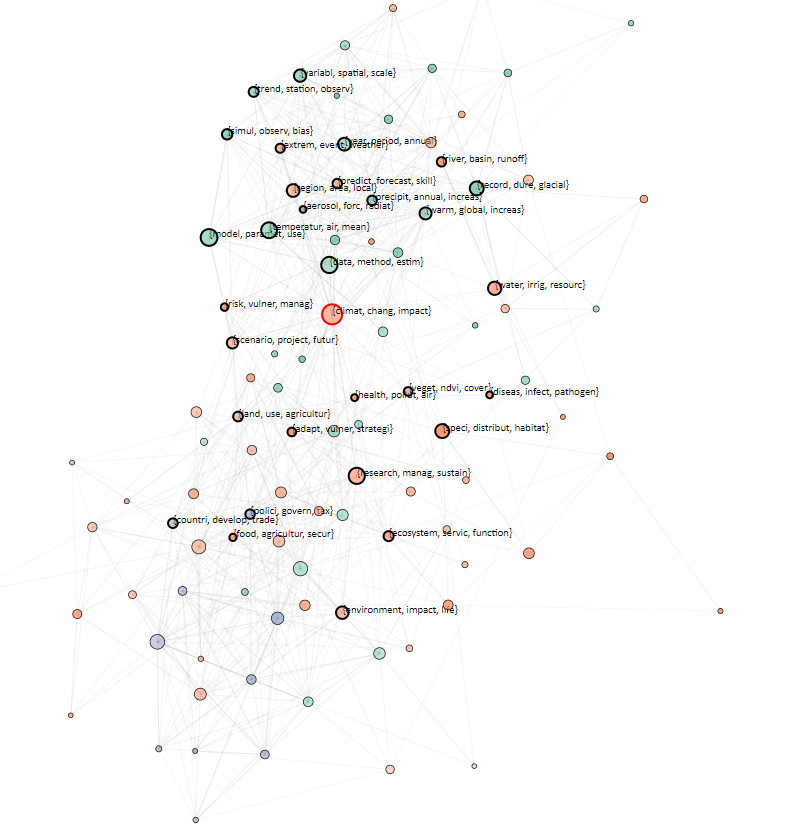 {variabl, spatial, scale}
{trend, station, observ}
{simul, observ, bias}
{year, period, annual}
{extrem, event, weather}
{river, basin, runoff}
{predict, forecast, skill}
{record, dure, glacial}
{region, area, local}
{precipit, annual, increas}
{aerosol, forc, radiat}
{warm, global, increas}
{temperatur, air, mean}
{model, paramet, use}
{data, method, estim}
{water, irrig, resourc}
{risk, vulner, manag}
{climat, chang, impact}
{scenario, project, futur}
{veget, ndvi, cover}
{diseas, infect, pathogen}
{health, pollut, air}
{land, use, agricultur}
{adapt, vulner, strategi}
{speci, distribut, habitat}
{research, manag, sustain}
{polici, govern, tax}
{countri, develop, trade}
{food, agricultur, secur}
{ecosystem, servic, function}
{environment, impact, life}